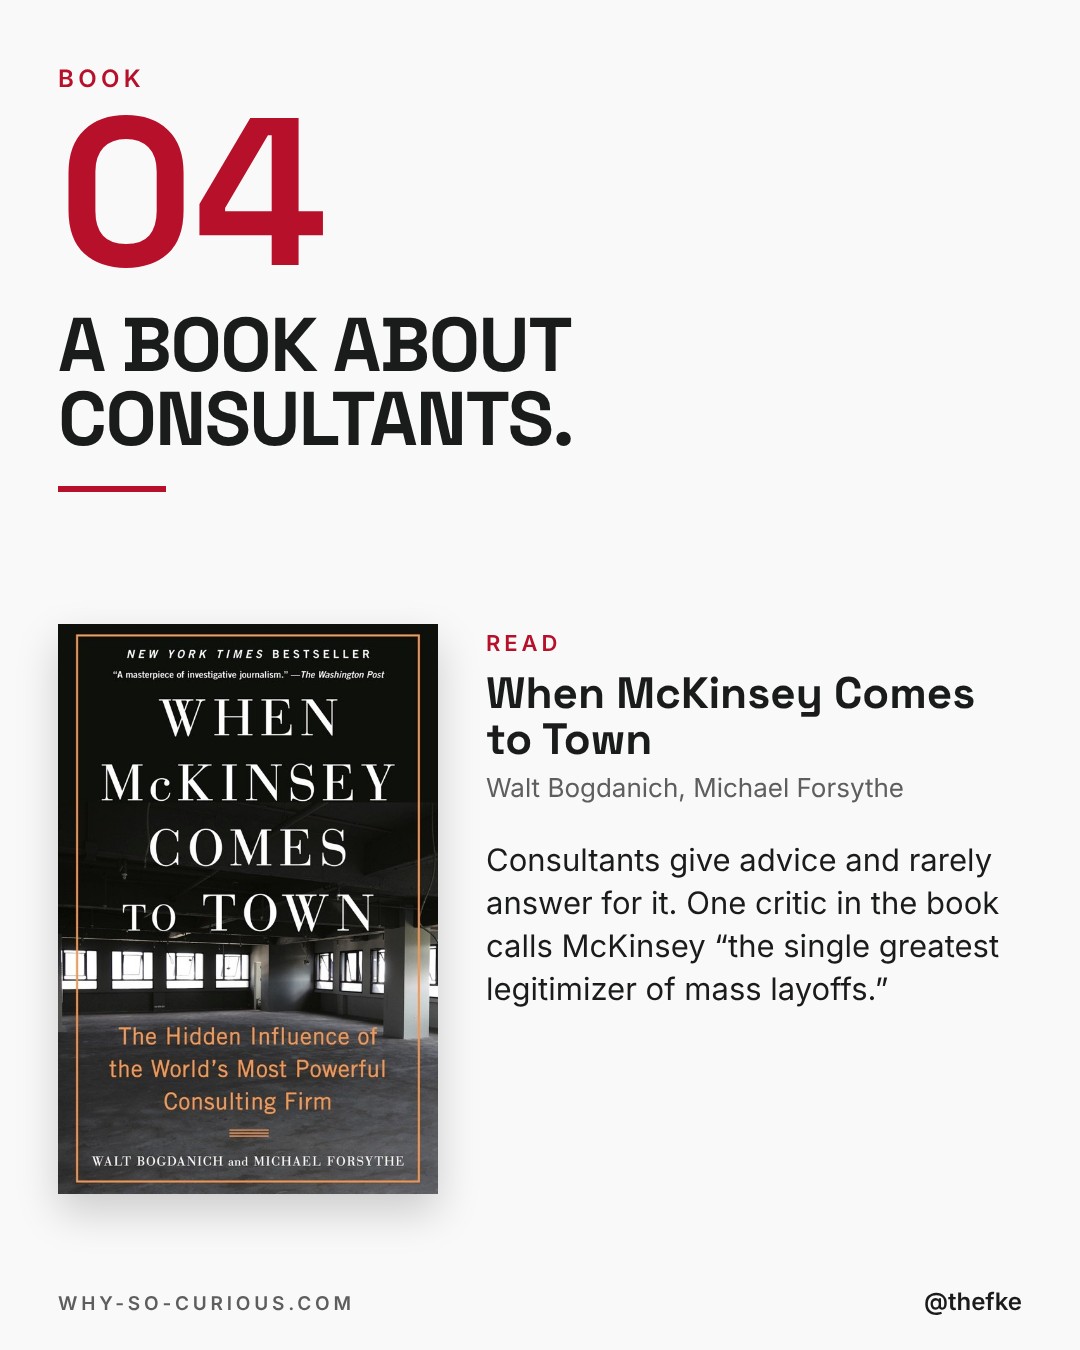 BOOK
04
A BOOK ABOUT
CONSULTANTS.
NEW YORK TIMES BESTSELLER
“A masterpiece of investigative journalism.” —The Washington Post
WHEN
McKINSEY
COMES
TO TOWN
The Hidden Influence of
the World’s Most Powerful
Consulting Firm
WALT BOGDANICH and MICHAEL FORSYTHE
READ
When McKinsey Comes
to Town
Walt Bogdanich, Michael Forsythe
Consultants give advice and rarely
answer for it. One critic in the book
calls McKinsey “the single greatest
legitimizer of mass layoffs.”
WHY-SO-CURIOUS.COM
@thefke